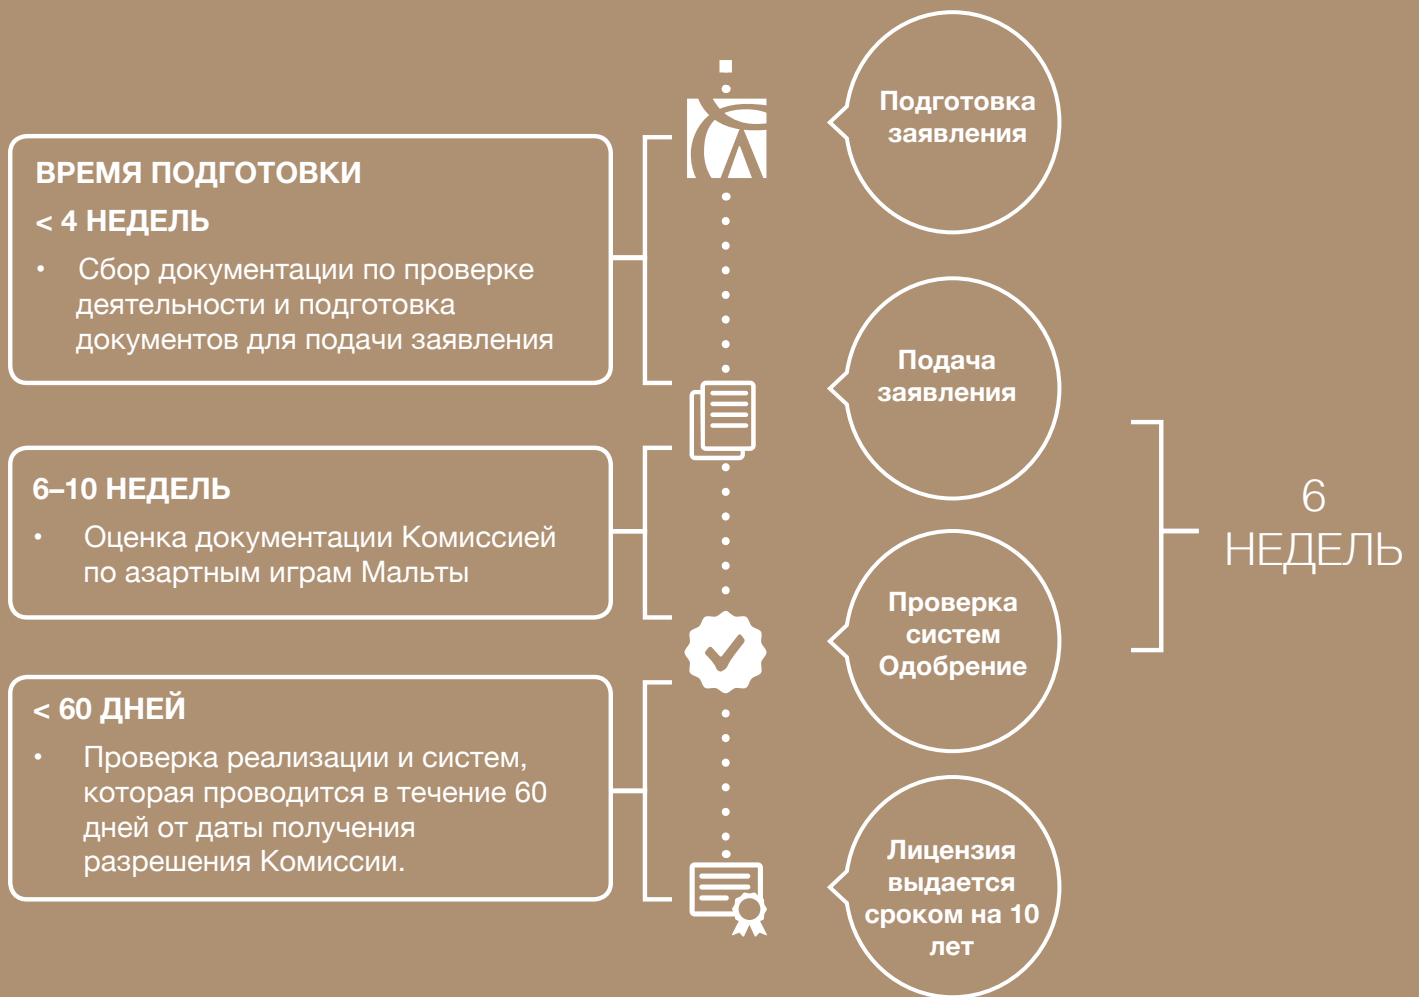 Подготовка
заявления
ВРЕМЯ ПОДГОТОВКИ
< 4 НЕДЕЛЬ
• Сбор документации по проверке
деятельности и подготовка
документов для подачи заявления
Подача
заявления
6–10 НЕДЕЛЬ
• Оценка документации Комиссией
по азартным играм Мальты
6
НЕДЕЛЬ
Проверка
систем
Одобрение
< 60 ДНЕЙ
• Проверка реализации и систем,
которая проводится в течение 60
дней от даты получения
разрешения Комиссии.
Лицензия
выдается
сроком на 10
лет